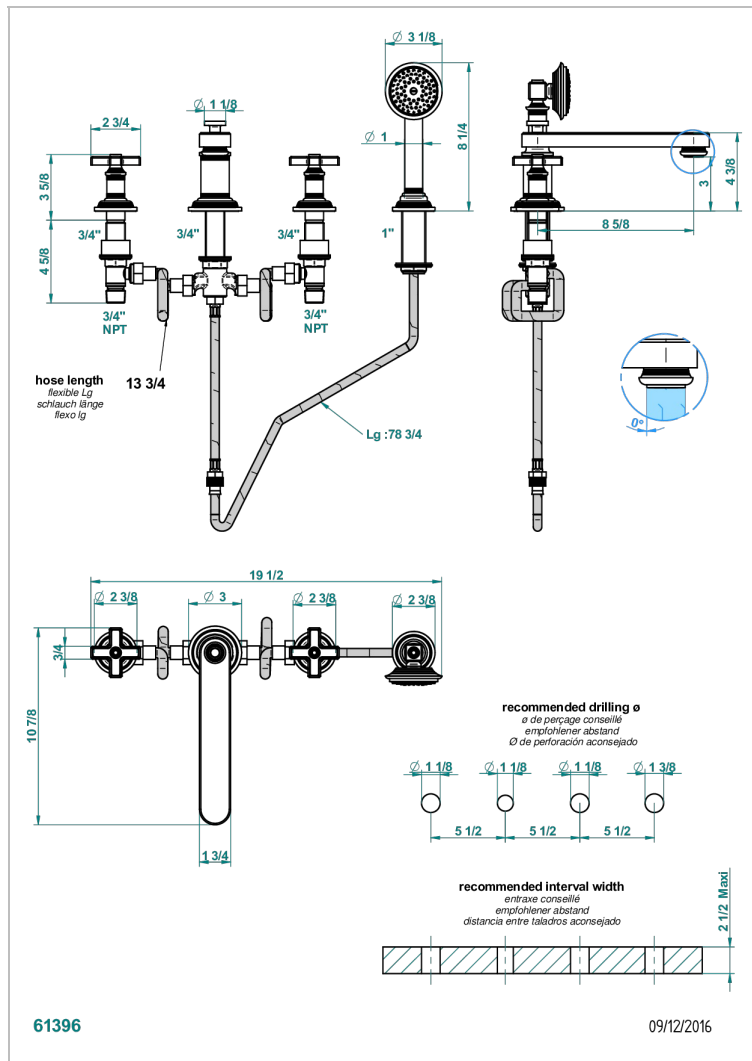 Ø 3 1/8
Ø 1 1/8
2 3/4
Ø 1
8 1/4
3 5/8
4 5/8
3/4"
3/4"
3/4"
1"
3
4 3/8
8 5/8
3/4"
NPT
3/4"
NPT
hose length
flexible Lg
schlauch länge
flexo lg
13 3/4
Lg :78 3/4
0°
19 1/2
Ø 2 3/8
Ø 3
Ø 2 3/8
Ø 2 3/8
3/4
10 7/8
1 3/4
recommended drilling ø
ø de perçage conseillé
empfohlener abstand
Ø de perforación aconsejado
Ø 1 1/8
Ø 1 1/8
Ø 1 1/8
Ø 1 3/8
5 1/2
5 1/2
5 1/2
recommended interval width
entraxe conseillé
empfohlener abstand
distancia entre taladros aconsejado
2 1/2 Maxi
61396
09/12/2016